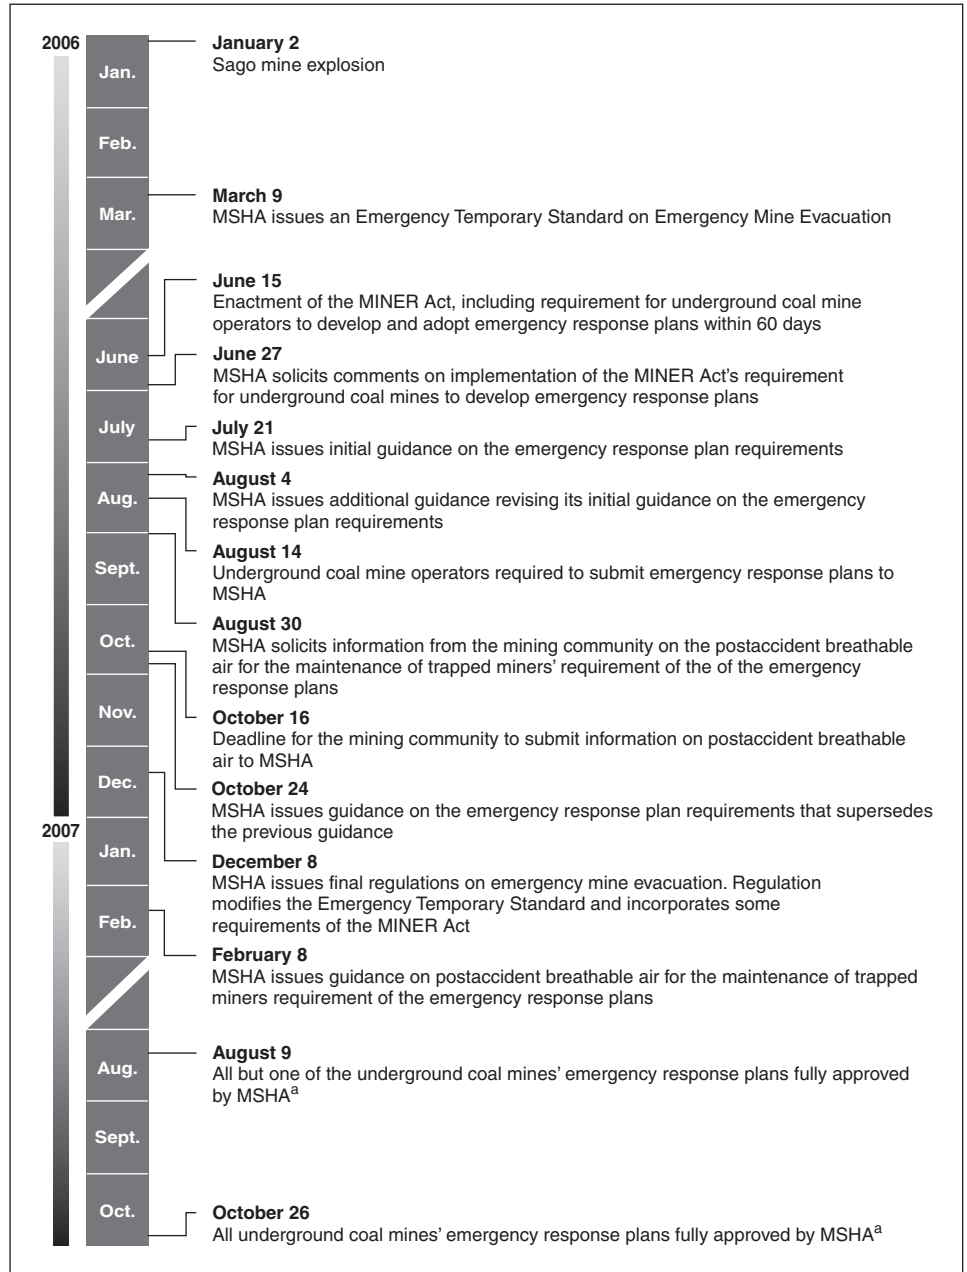 2006
Jan.
January 2
Sago mine explosion
Feb.
Mar.
March 9
MSHA issues an Emergency Temporary Standard on Emergency Mine Evacuation
June 15
Enactment of the MINER Act, including requirement for underground coal mine
operators to develop and adopt emergency response plans within 60 days
June
June 27
MSHA solicits comments on implementation of the MINER Act's requirement
for underground coal mines to develop emergency response plans
July
July 21
MSHA issues initial guidance on the emergency response plan requirements
Aug.
August 4
MSHA issues additional guidance revising its initial guidance on the emergency
response plan requirements
August 14
Underground coal mine operators required to submit emergency response plans to
MSHA
Sept.
August 30
MSHA solicits information from the mining community on the postaccident breathable
air for the maintenance of trapped miners' requirement of the of the emergency
response plans
Oct.
October 16
Deadline for the mining community to submit information on postaccident breathable
air to MSHA
Nov.
October 24
MSHA issues guidance on the emergency response plan requirements that supersedes
the previous guidance
Dec.
2007
Jan.
December 8
MSHA issues final regulations on emergency mine evacuation. Regulation
modifies the Emergency Temporary Standard and incorporates some
requirements of the MINER Act
Feb.
February 8
MSHA issues guidance on postaccident breathable air for the maintenance of trapped
miners requirement of the emergency response plans
Aug.
August 9
All but one of the underground coal mines' emergency response plans fully approved
by MSHAa
Sept.
Oct.
October 26
All underground coal mines' emergency response plans fully approved by MSHAa